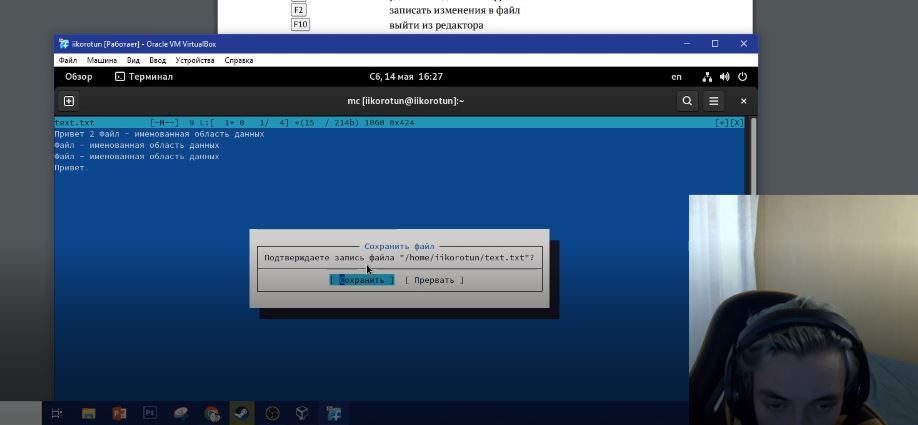 F2 записать изменения в файл
F10 выйти из редактора
iikorotun [Работает] - Oracle VM VirtualBox
Файл Машина Вид Ввод Устройства Справка
Обзор Терминал Сб, 14 мая 16:27 en
mc [iikorotun@iikorotun]:~
text.txt [-M--] 9 L:[ 1+ 0 1/ 4] *(15 / 214b) 1060 0x424 [*][X]
Привет 2 Файл - именованная область данных
Файл - именованная область данных
Файл - именованная область данных
Привет.
Сохранить файл
Подтверждаете запись файла "/home/iikorotun/text.txt"?
[ Сохранить ] [ Прервать ]